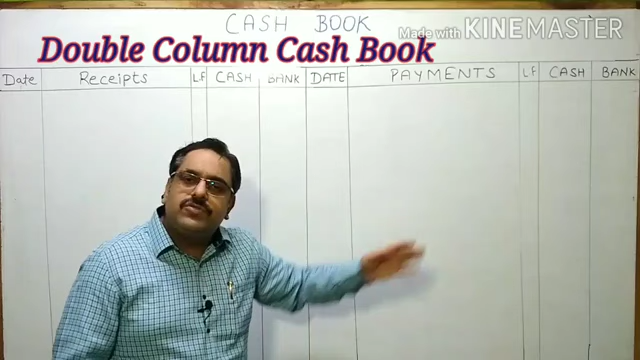 CASH BOOK
Made with KINEMASTER
Double Column Cash Book
Date Receipts LF CASH BANK DATE PAYMENTS LF CASH BANK